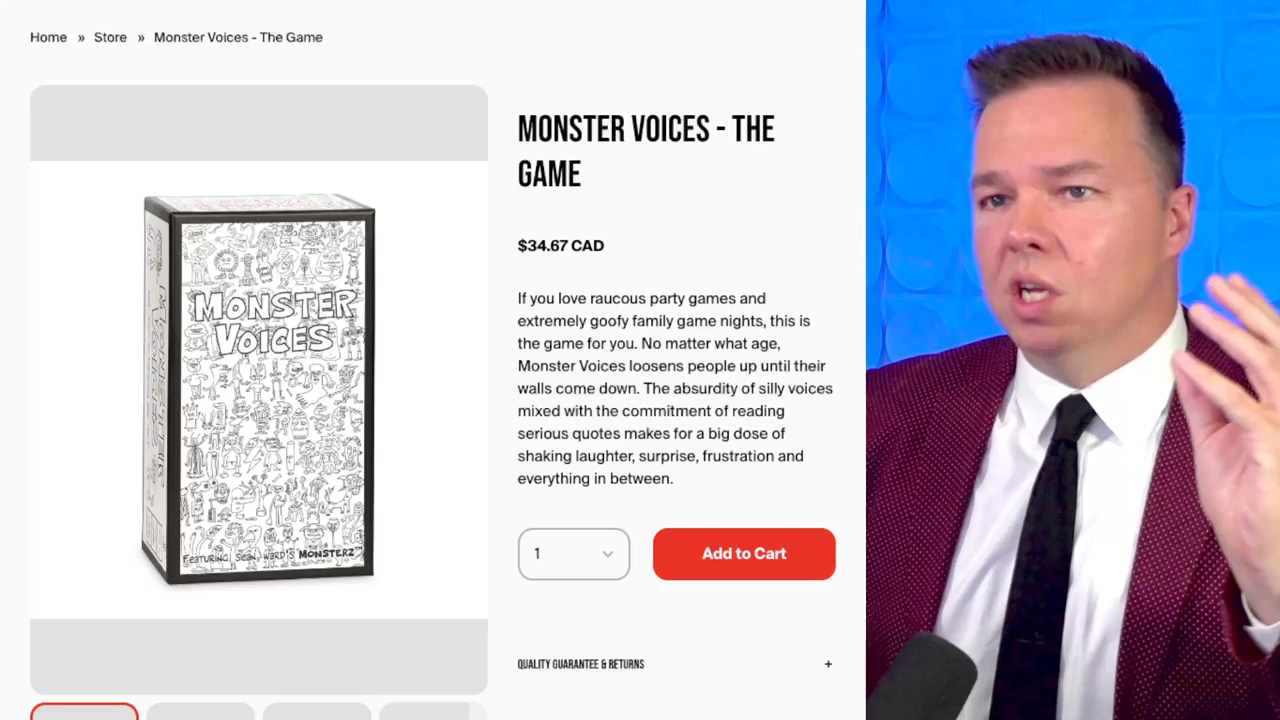 Home » Store » Monster Voices - The Game
MONSTER VOICES
FEATURING SEAN WARD'S MONSTERZ
MONSTER VOICES - THE
GAME
$34.67 CAD
If you love raucous party games and
extremely goofy family game nights, this is
the game for you. No matter what age,
Monster Voices loosens people up until their
walls come down. The absurdity of silly voices
mixed with the commitment of reading
serious quotes makes for a big dose of
shaking laughter, surprise, frustration and
everything in between.
1
Add to Cart
QUALITY GUARANTEE & RETURNS +